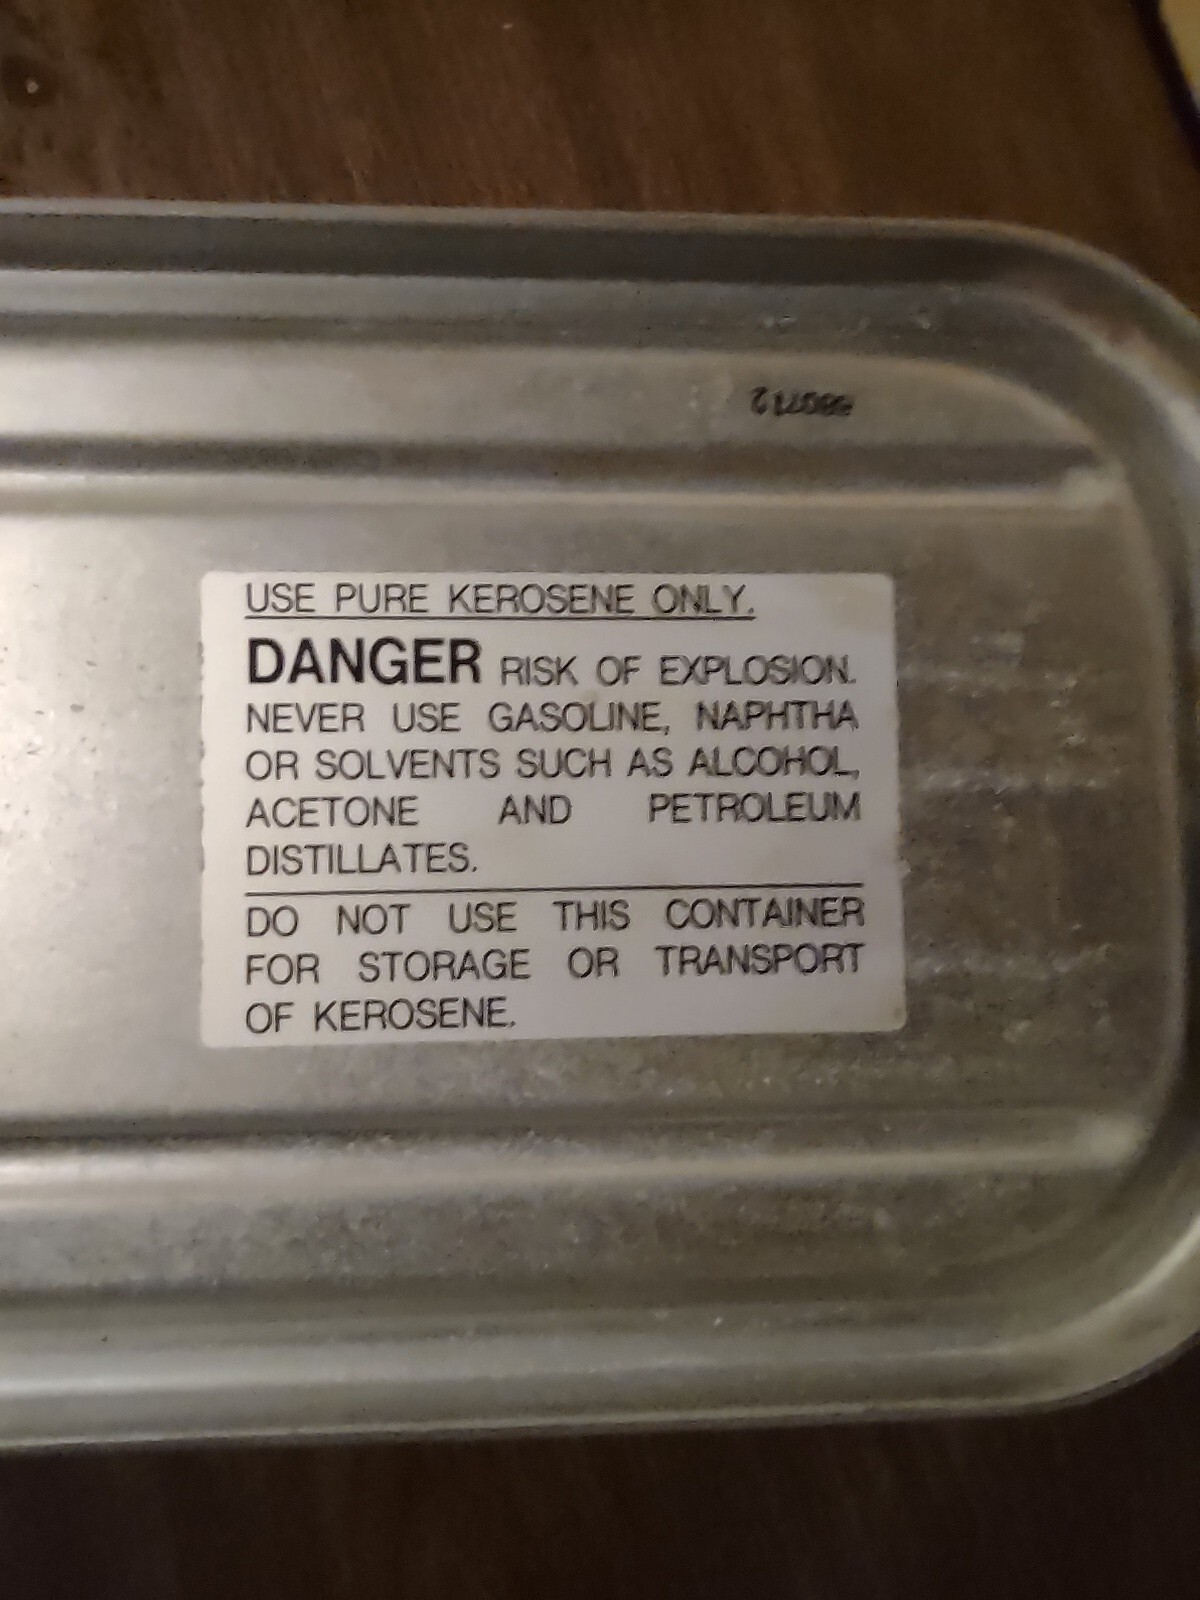 880712
USE PURE KEROSENE ONLY.
DANGER RISK OF EXPLOSION.
NEVER USE GASOLINE, NAPHTHA
OR SOLVENTS SUCH AS ALCOHOL,
ACETONE AND PETROLEUM
DISTILLATES.
DO NOT USE THIS CONTAINER
FOR STORAGE OR TRANSPORT
OF KEROSENE.